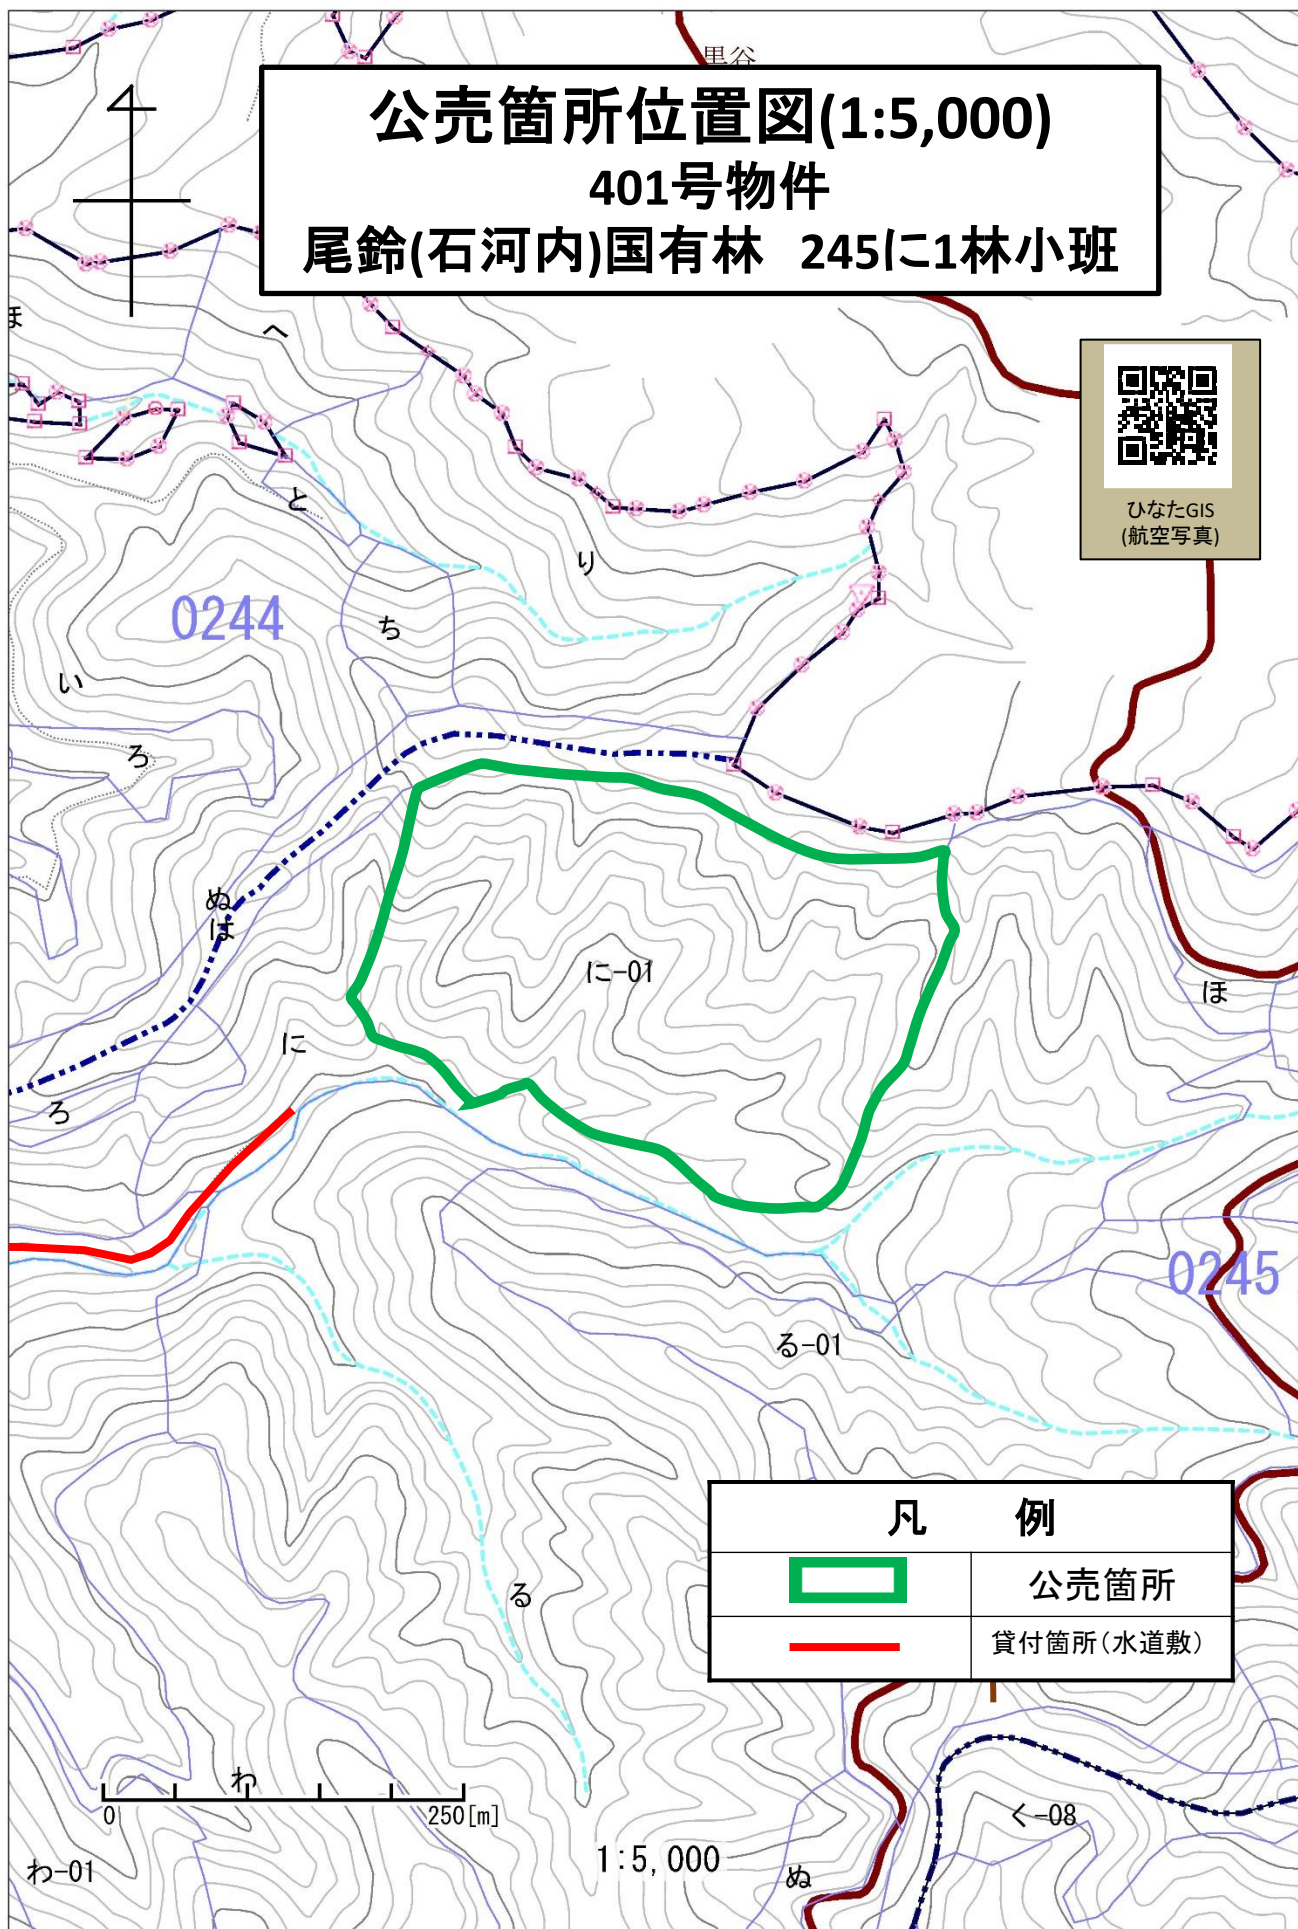 黒谷
公売箇所位置図(1:5,000)
401号物件
尾鈴(石河内)国有林　245に1林小班
ほ
へ
ひなたGIS
(航空写真)
と
り
0244
ち
い
ろ
ぬ
は
に-01
ほ
に
ろ
0245
る-01
凡　例
公売箇所
る
貸付箇所(水道敷)
わ
0
250[m]
く-08
1:5,000
わ-01
ぬ